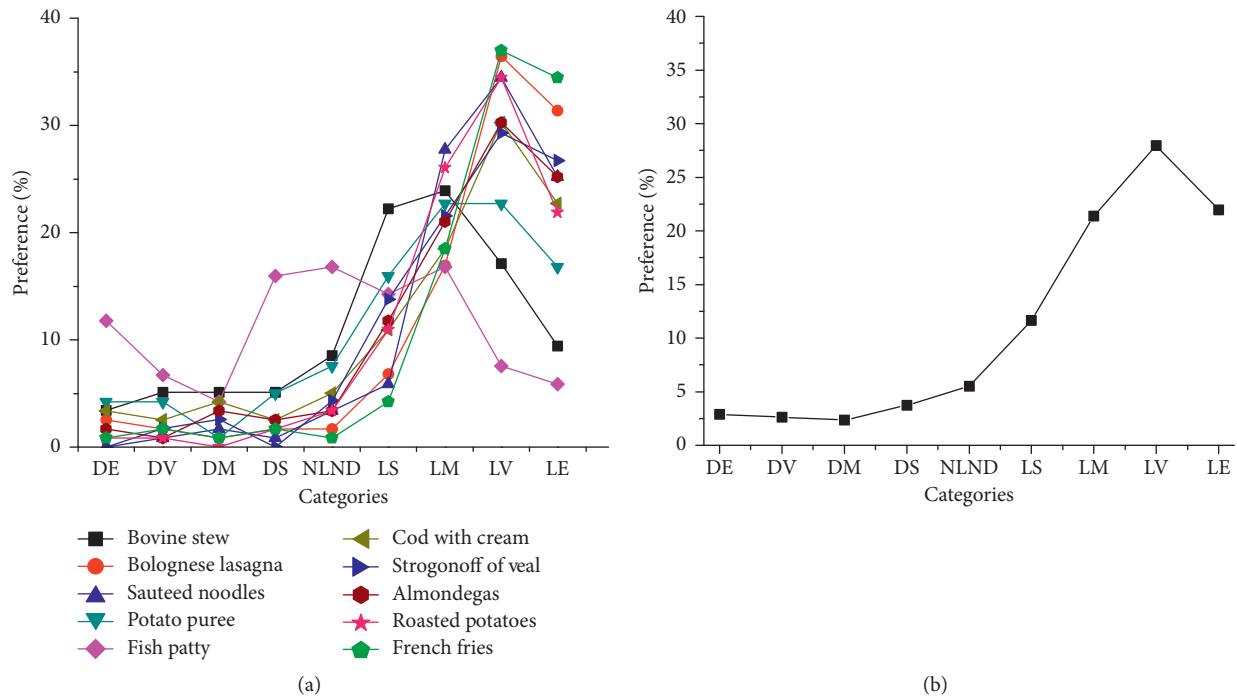 40
30
20
10
0
Preference (%)
DE DV DM DS NLND LS LM LV LE
Categories
Bovine stew
Bolognese lasagna
Sauteed noodles
Potato puree
Fish patty
Cod with cream
Strogonoff of veal
Almondegas
Roasted potatoes
French fries
(a)
40
35
30
25
20
15
10
5
0
Preference (%)
DE DV DM DS NLND LS LM LV LE
Categories
(b)